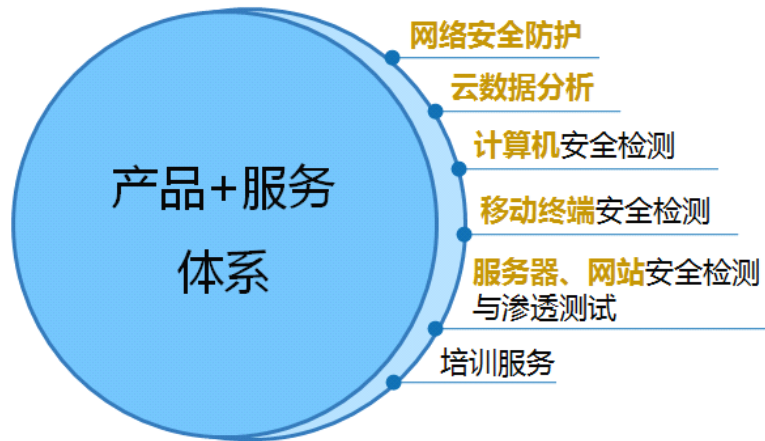 产品+服务
体系
网络安全防护
云数据分析
计算机安全检测
移动终端安全检测
服务器、网站安全检测
与渗透测试
培训服务